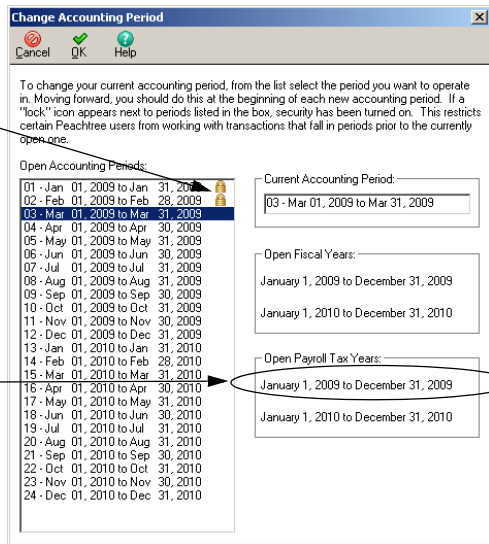 Change Accounting Period
Cancel OK Help
To change your current accounting period, from the list select the period you want to operate
in. Moving forward, you should do this at the beginning of each new accounting period. If a
"lock" icon appears next to periods listed in the box, security has been turned on. This restricts
certain Peachtree users from working with transactions that fall in periods prior to the currently
open one.
Open Accounting Periods:
01 - Jan 01, 2009 to Jan 31, 2009
02 - Feb 01, 2009 to Feb 28, 2009
03 - Mar 01, 2009 to Mar 31, 2009
04 - Apr 01, 2009 to Apr 30, 2009
05 - May 01, 2009 to May 31, 2009
06 - Jun 01, 2009 to Jun 30, 2009
07 - Jul 01, 2009 to Jul 31, 2009
08 - Aug 01, 2009 to Aug 31, 2009
09 - Sep 01, 2009 to Sep 30, 2009
10 - Oct 01, 2009 to Oct 31, 2009
11 - Nov 01, 2009 to Nov 30, 2009
12 - Dec 01, 2009 to Dec 31, 2009
13 - Jan 01, 2010 to Jan 31, 2010
14 - Feb 01, 2010 to Feb 28, 2010
15 - Mar 01, 2010 to Mar 31, 2010
16 - Apr 01, 2010 to Apr 30, 2010
17 - May 01, 2010 to May 31, 2010
18 - Jun 01, 2010 to Jun 30, 2010
19 - Jul 01, 2010 to Jul 31, 2010
20 - Aug 01, 2010 to Aug 31, 2010
21 - Sep 01, 2010 to Sep 30, 2010
22 - Oct 01, 2010 to Oct 31, 2010
23 - Nov 01, 2010 to Nov 30, 2010
24 - Dec 01, 2010 to Dec 31, 2010
Current Accounting Period:
03 - Mar 01, 2009 to Mar 31, 2009
Open Fiscal Years:
January 1, 2009 to December 31, 2009
January 1, 2010 to December 31, 2010
Open Payroll Tax Years:
January 1, 2009 to December 31, 2009
January 1, 2010 to December 31, 2010